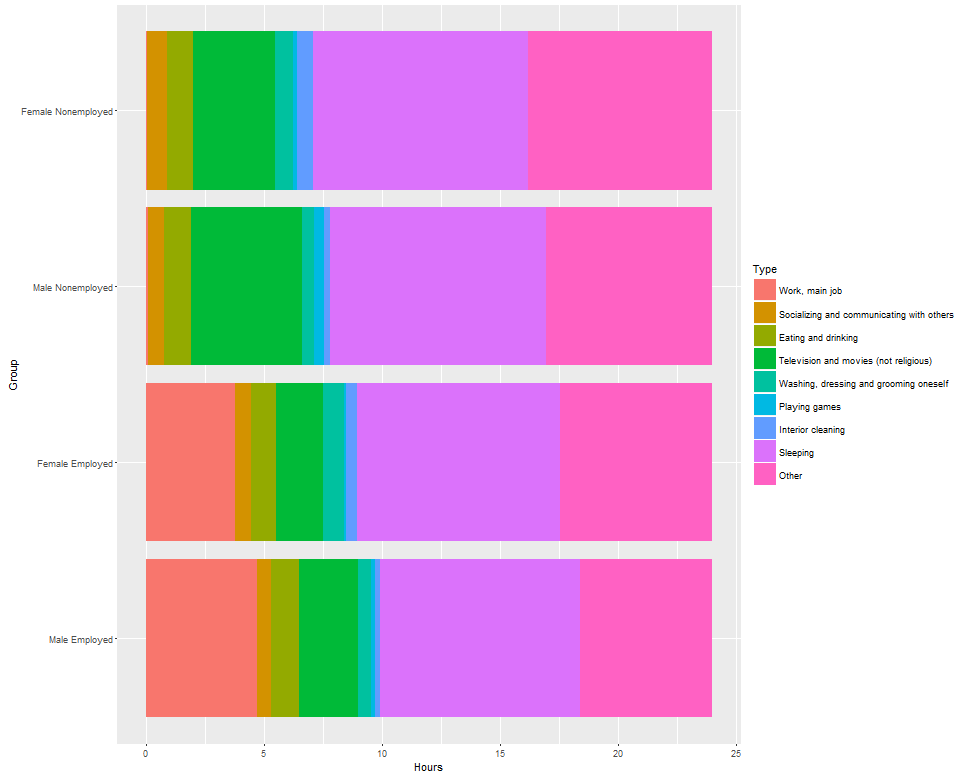 Group
Female Nonemployed
Male Nonemployed
Female Employed
Male Employed
0 5 10 15 20 25
Hours
Type
Work, main job
Socializing and communicating with others
Eating and drinking
Television and movies (not religious)
Washing, dressing and grooming oneself
Playing games
Interior cleaning
Sleeping
Other